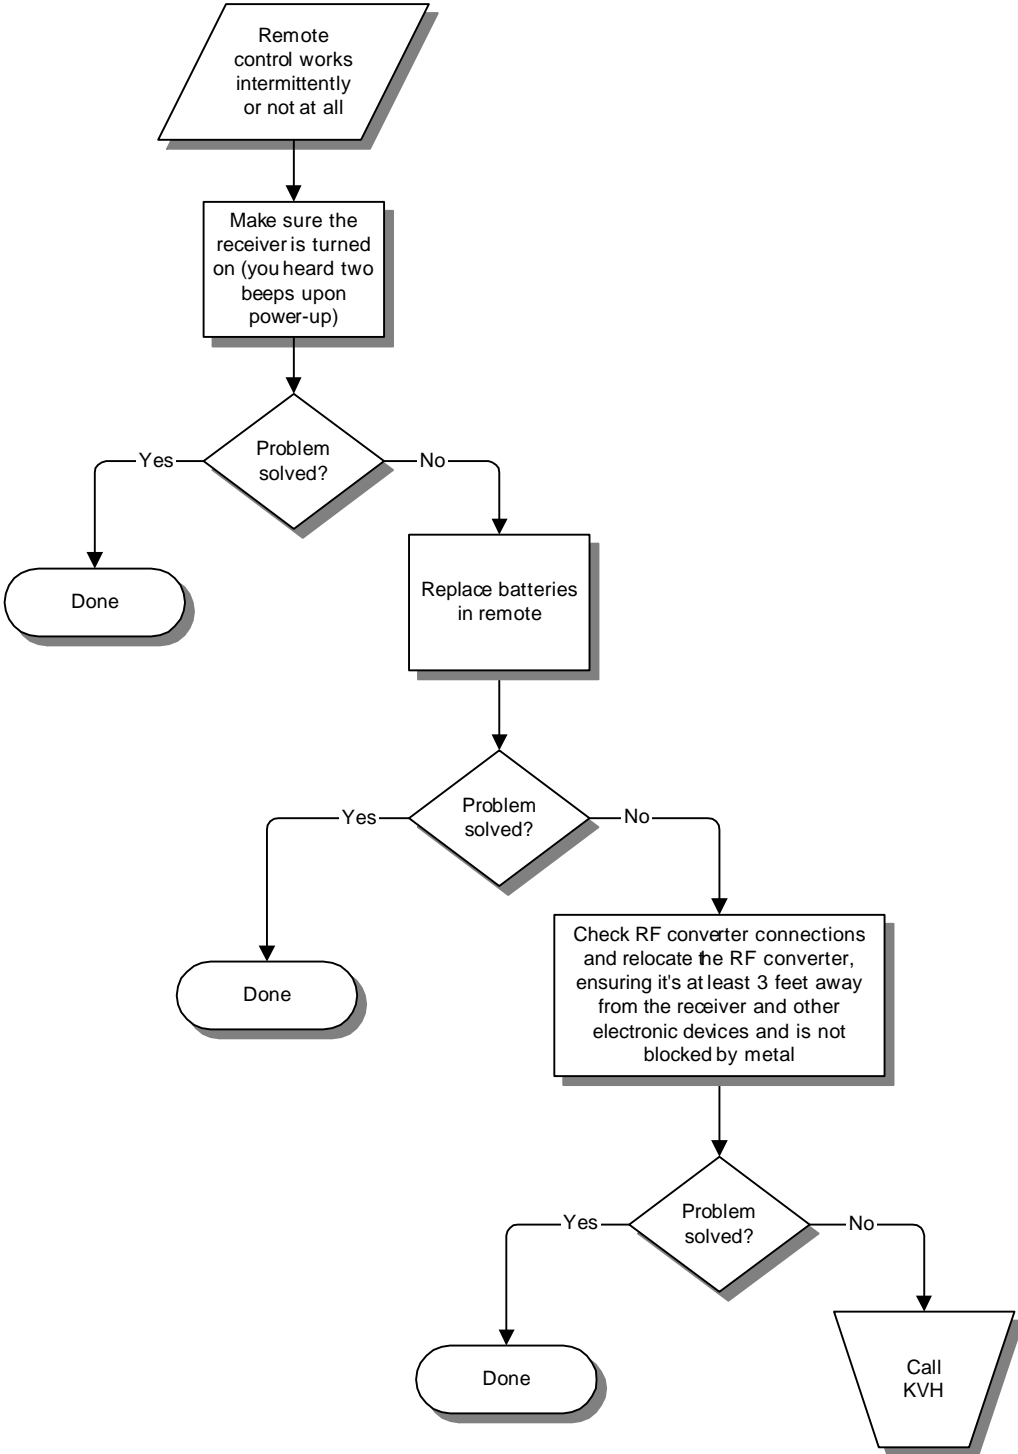 Remote
control works
intermittently
or not at all
Make sure the
receiver is turned
on (you heard two
beeps upon
power-up)
Problem
solved?
Yes
No
Done
Replace batteries
in remote
Problem
solved?
Yes
No
Done
Check RF converter connections
and relocate the RF converter,
ensuring it's at least 3 feet away
from the receiver and other
electronic devices and is not
blocked by metal
Problem
solved?
Yes
No
Done
Call
KVH